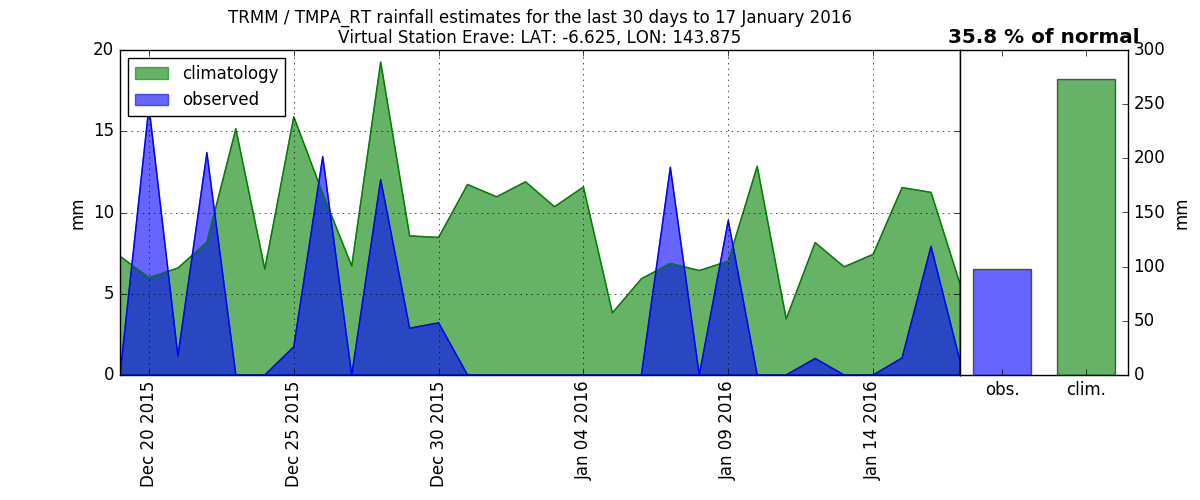 TRMM / TMPA_RT rainfall estimates for the last 30 days to 17 January 2016
Virtual Station Erave: LAT: -6.625, LON: 143.875
35.8 % of normal
climatology
observed
20
15
10
5
0
mm
Dec 20 2015
Dec 25 2015
Dec 30 2015
Jan 04 2016
Jan 09 2016
Jan 14 2016
300
250
200
150
100
50
0
mm
obs.
clim.